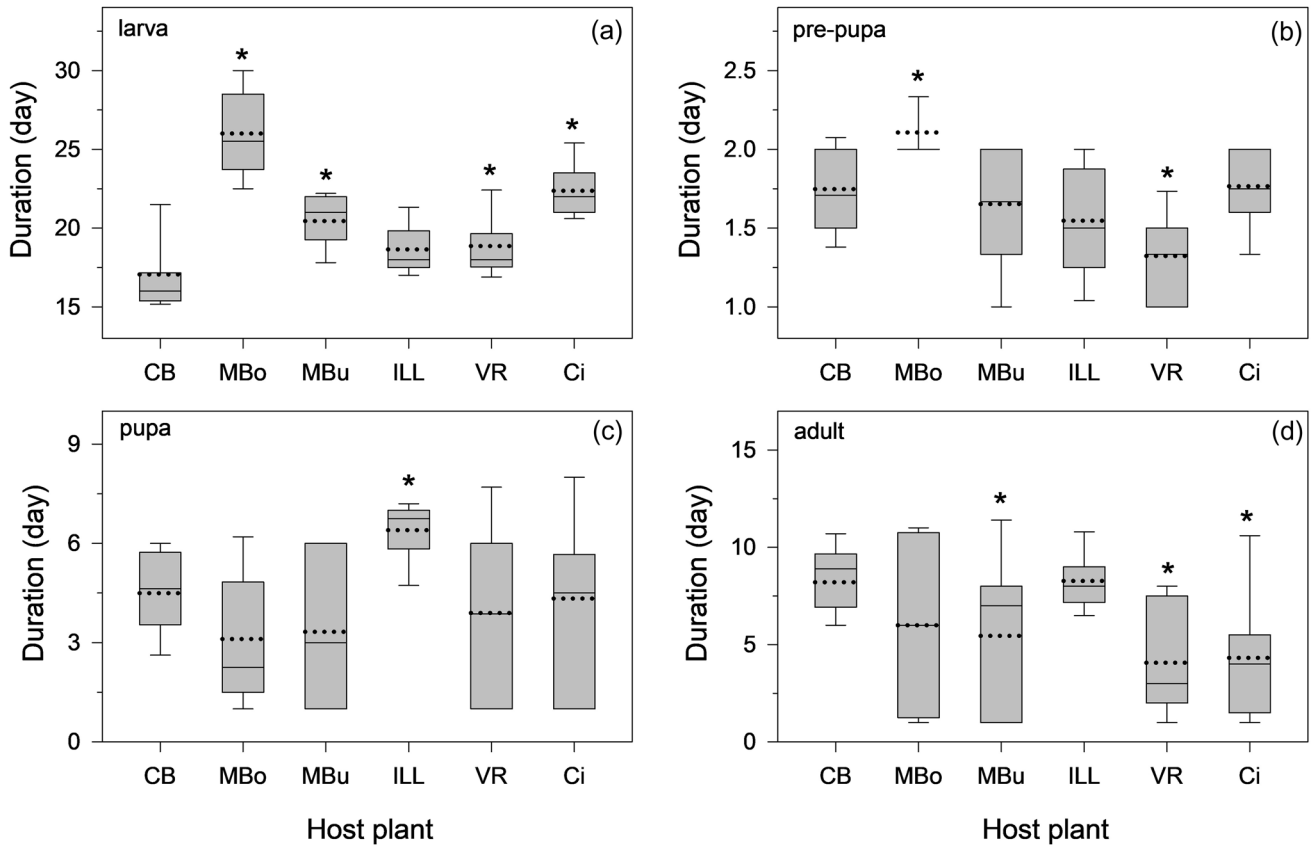 larva
(a)
Duration (day)
30
25
20
15
*
*
*
*
CB MBo MBu ILL VR Ci
pre-pupa
(b)
Duration (day)
2.5
2.0
1.5
1.0
*
*
CB MBo MBu ILL VR Ci
pupa
(c)
Duration (day)
9
6
3
0
*
CB MBo MBu ILL VR Ci
Host plant
adult
(d)
Duration (day)
15
10
5
0
*
*
*
CB MBo MBu ILL VR Ci
Host plant